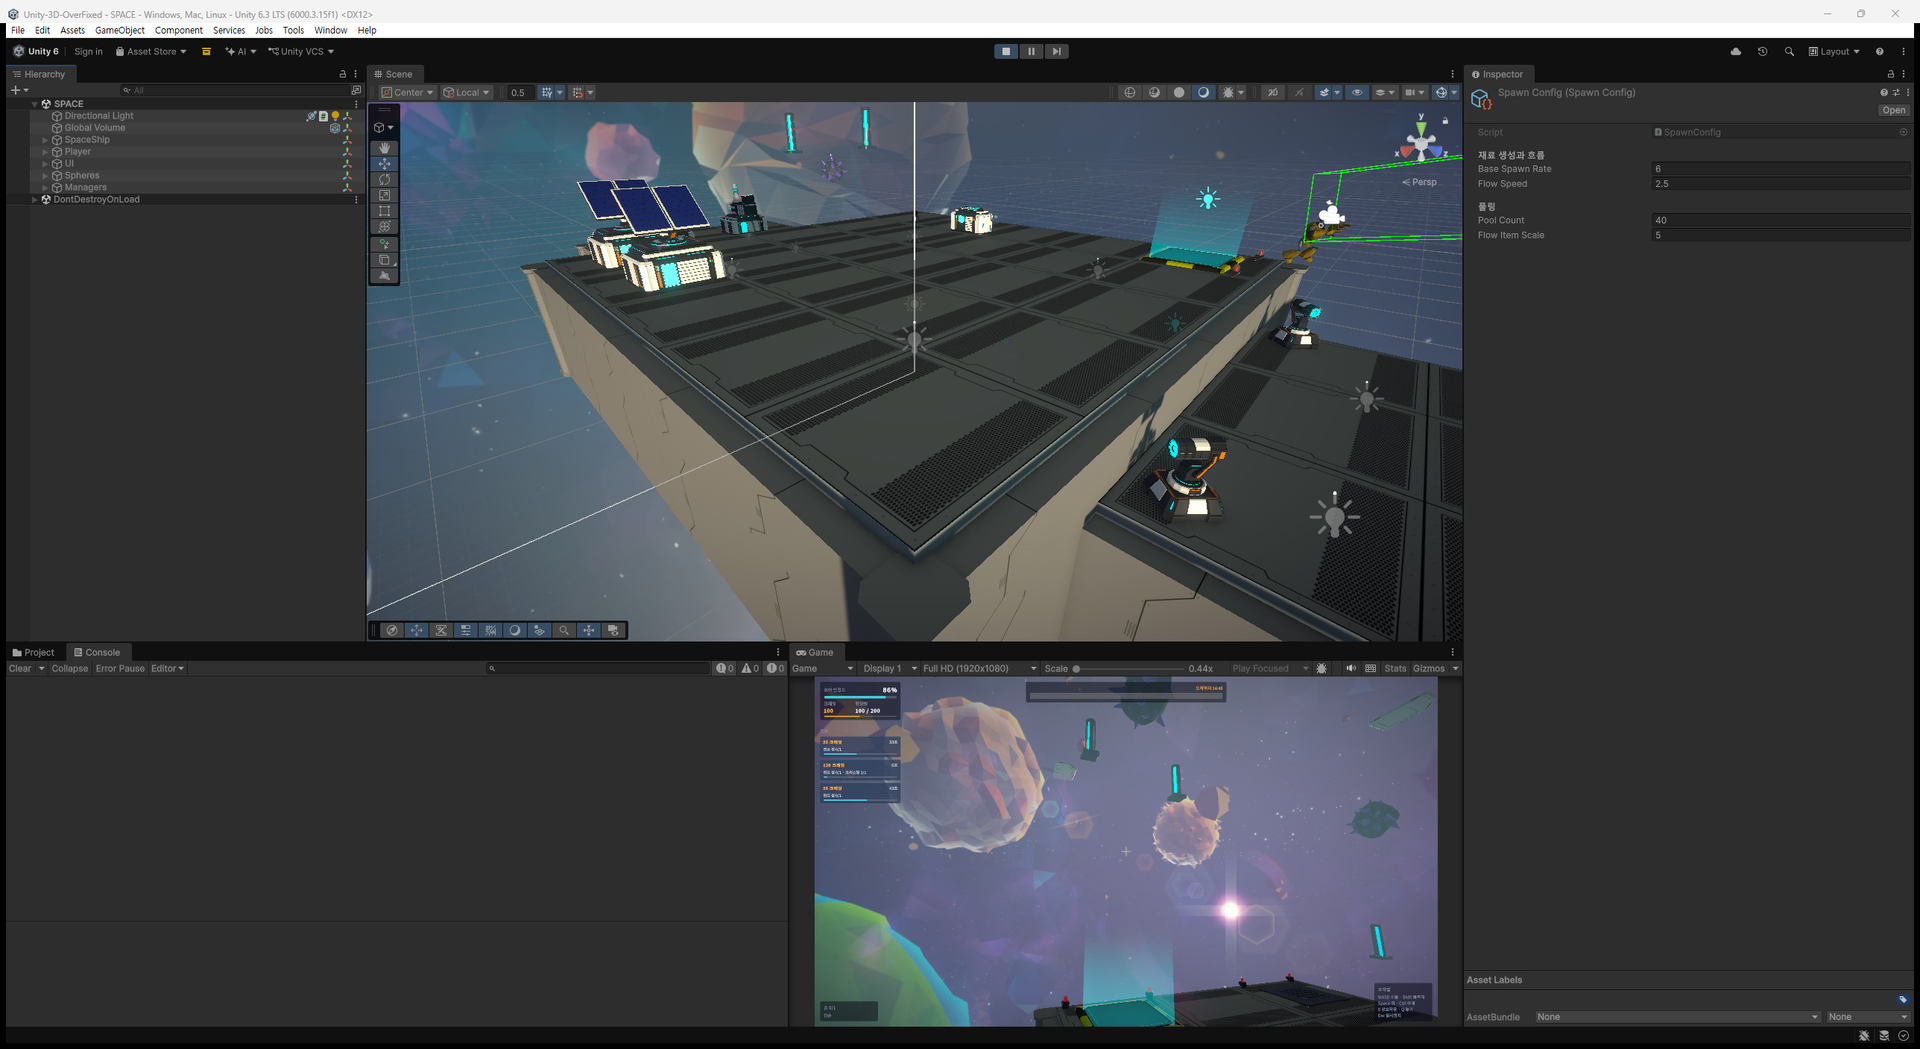 Unity-3D-OverFixed - SPACE - Windows, Mac, Linux - Unity 6.3 LTS (6000.3.15f1) <DX12>
File Edit Assets GameObject Component Services Jobs Tools Window Help
Unity 6 Sign in Asset Store AI Unity VCS Layout
Hierarchy
All
SPACE
Directional Light
Global Volume
SpaceShip
Player
UI
Spheres
Managers
DontDestroyOnLoad
Scene
Center Local 0.5 2D
y
x
z
Persp
Inspector
Spawn Config (Spawn Config)
Open
Script SpawnConfig
재료 생성과 흐름
Base Spawn Rate 6
Flow Speed 2.5
풀링
Pool Count 40
Flow Item Scale 5
Project Console
Clear Collapse Error Pause Editor 0 0 0
Game
Game Display 1 Full HD (1920x1080) Scale 0.44x Play Focused Stats Gizmos
86%
100 100 / 200
Asset Labels
AssetBundle None None